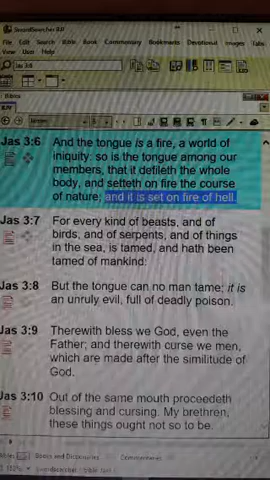 SwordSearcher 8.0
File Edit Search Bible Book Commentary Bookmarks Devotional Images Tabs
Jas 3:6
Bibles
KJV
Jas 3:6 And the tongue is a fire, a world of
iniquity: so is the tongue among our
members, that it defileth the whole
body, and setteth on fire the course
of nature; and it is set on fire of hell.
Jas 3:7 For every kind of beasts, and of
birds, and of serpents, and of things
in the sea, is tamed, and hath been
tamed of mankind:
Jas 3:8 But the tongue can no man tame; it is
an unruly evil, full of deadly poison.
Jas 3:9 Therewith bless we God, even the
Father; and therewith curse we men,
which are made after the similitude of
God.
Jas 3:10 Out of the same mouth proceedeth
blessing and cursing. My brethren,
these things ought not so to be.
Books and Dictionaries Commentaries